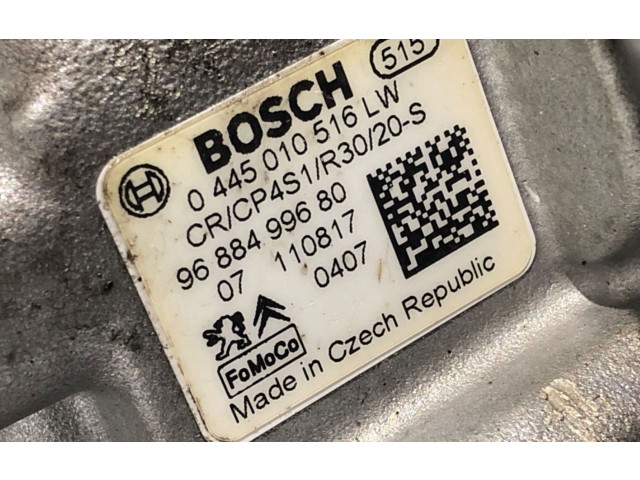 515
BOSCH
0 445 010 516 LW
CR/CP4S1/R30/20-S
96 884 996 80
07 110817
0407
FoMoCo
Made in Czech Republic